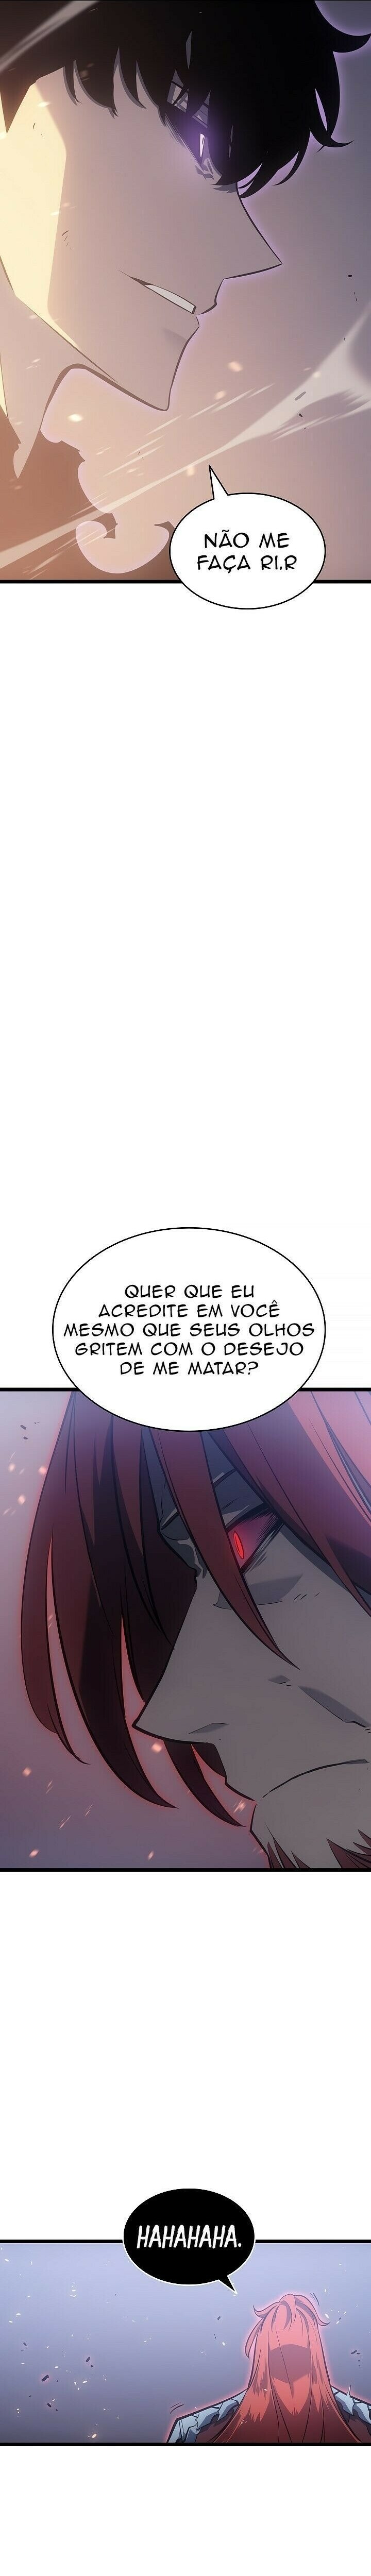 NÃO ME
FAÇA RI.R
QUER QUE EU
ACREDITE EM VOCÊ
MESMO QUE SEUS OLHOS
GRITEM COM O DESEJO
DE ME MATAR?
HAHAHAHA.